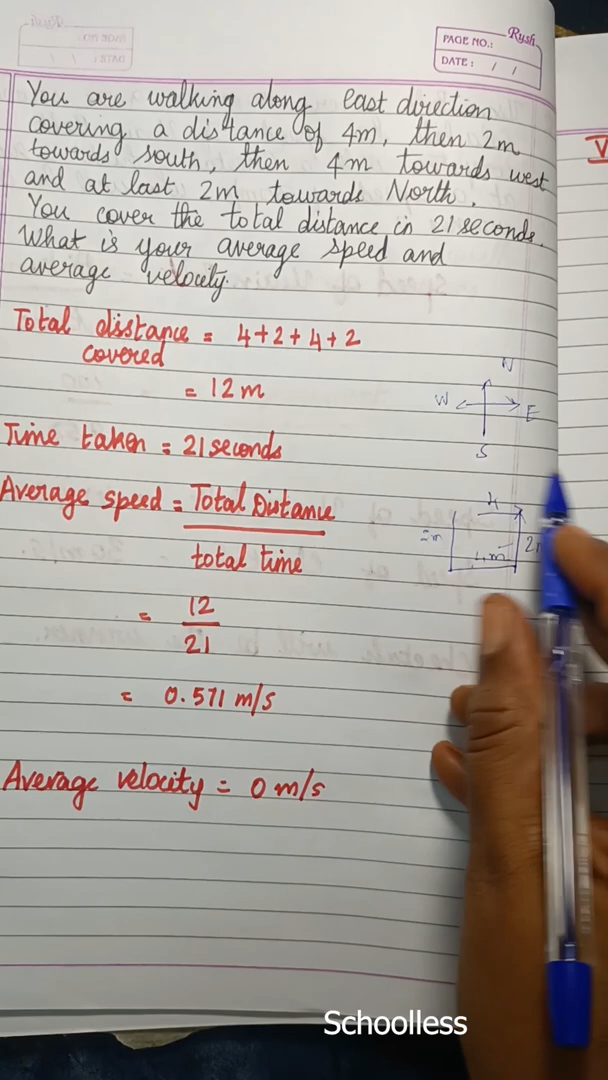 Rysh
PAGE NO.:
DATE: / /
You are walking along east direction
covering a distance of 4m, then 2m
towards south, then 4m towards west
and at last 2m towards North.
You cover the total distance in 21 seconds.
What is your average speed and
average velocity.
Total distance = 4+2+4+2
covered
= 12m
N
W
E
S
Time taken = 21 seconds
Average speed = Total Distance
total time
4
2m
4m
= 12
21
= 0.571 m/s
Average velocity = 0 m/s
Schoolless